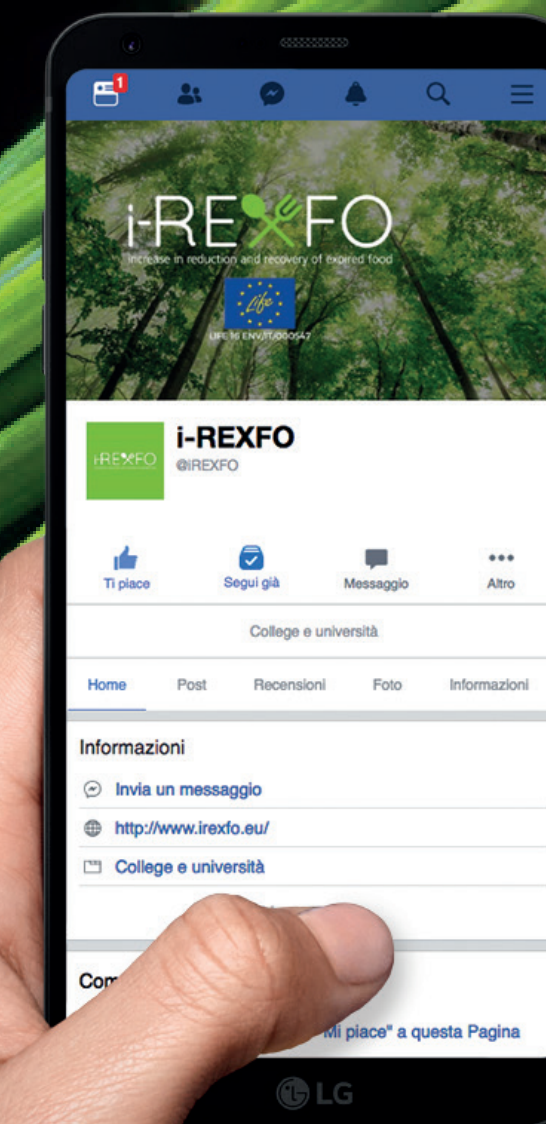 1
i-REXFO
increase in reduction and recovery of expired food
Life
LIFE 16 ENV/IT/000547
i-REXFO
i-REXFO
@iREXFO
Ti piace Segui già Messaggio Altro
College e università
Home Post Recensioni Foto Informazioni
Informazioni
Invia un messaggio
http://www.irexfo.eu/
College e università
Com
Mi piace" a questa Pagina
LG